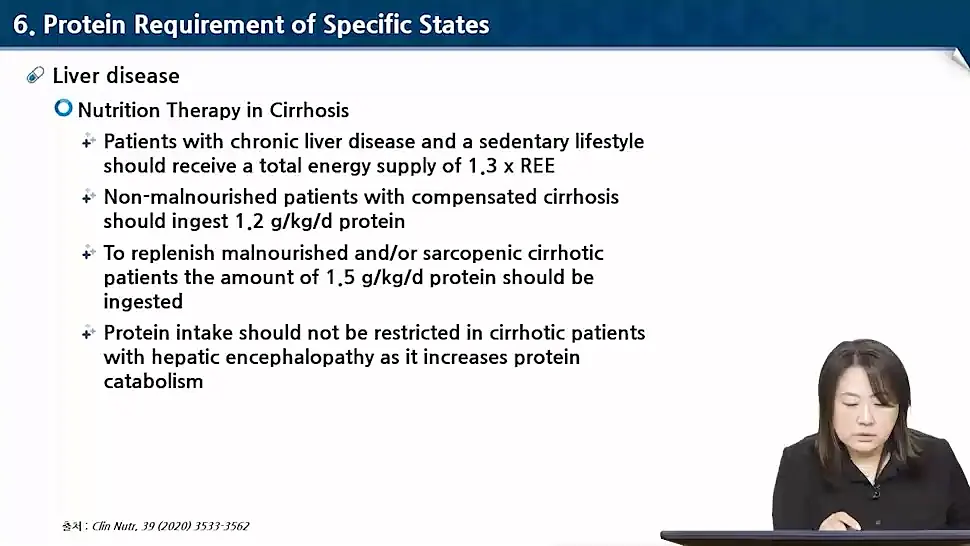 6. Protein Requirement of Specific States
Liver disease
Nutrition Therapy in Cirrhosis
Patients with chronic liver disease and a sedentary lifestyle
should receive a total energy supply of 1.3 x REE
Non-malnourished patients with compensated cirrhosis
should ingest 1.2 g/kg/d protein
To replenish malnourished and/or sarcopenic cirrhotic
patients the amount of 1.5 g/kg/d protein should be
ingested
Protein intake should not be restricted in cirrhotic patients
with hepatic encephalopathy as it increases protein
catabolism
출처 : Clin Nutr, 39 (2020) 3533-3562